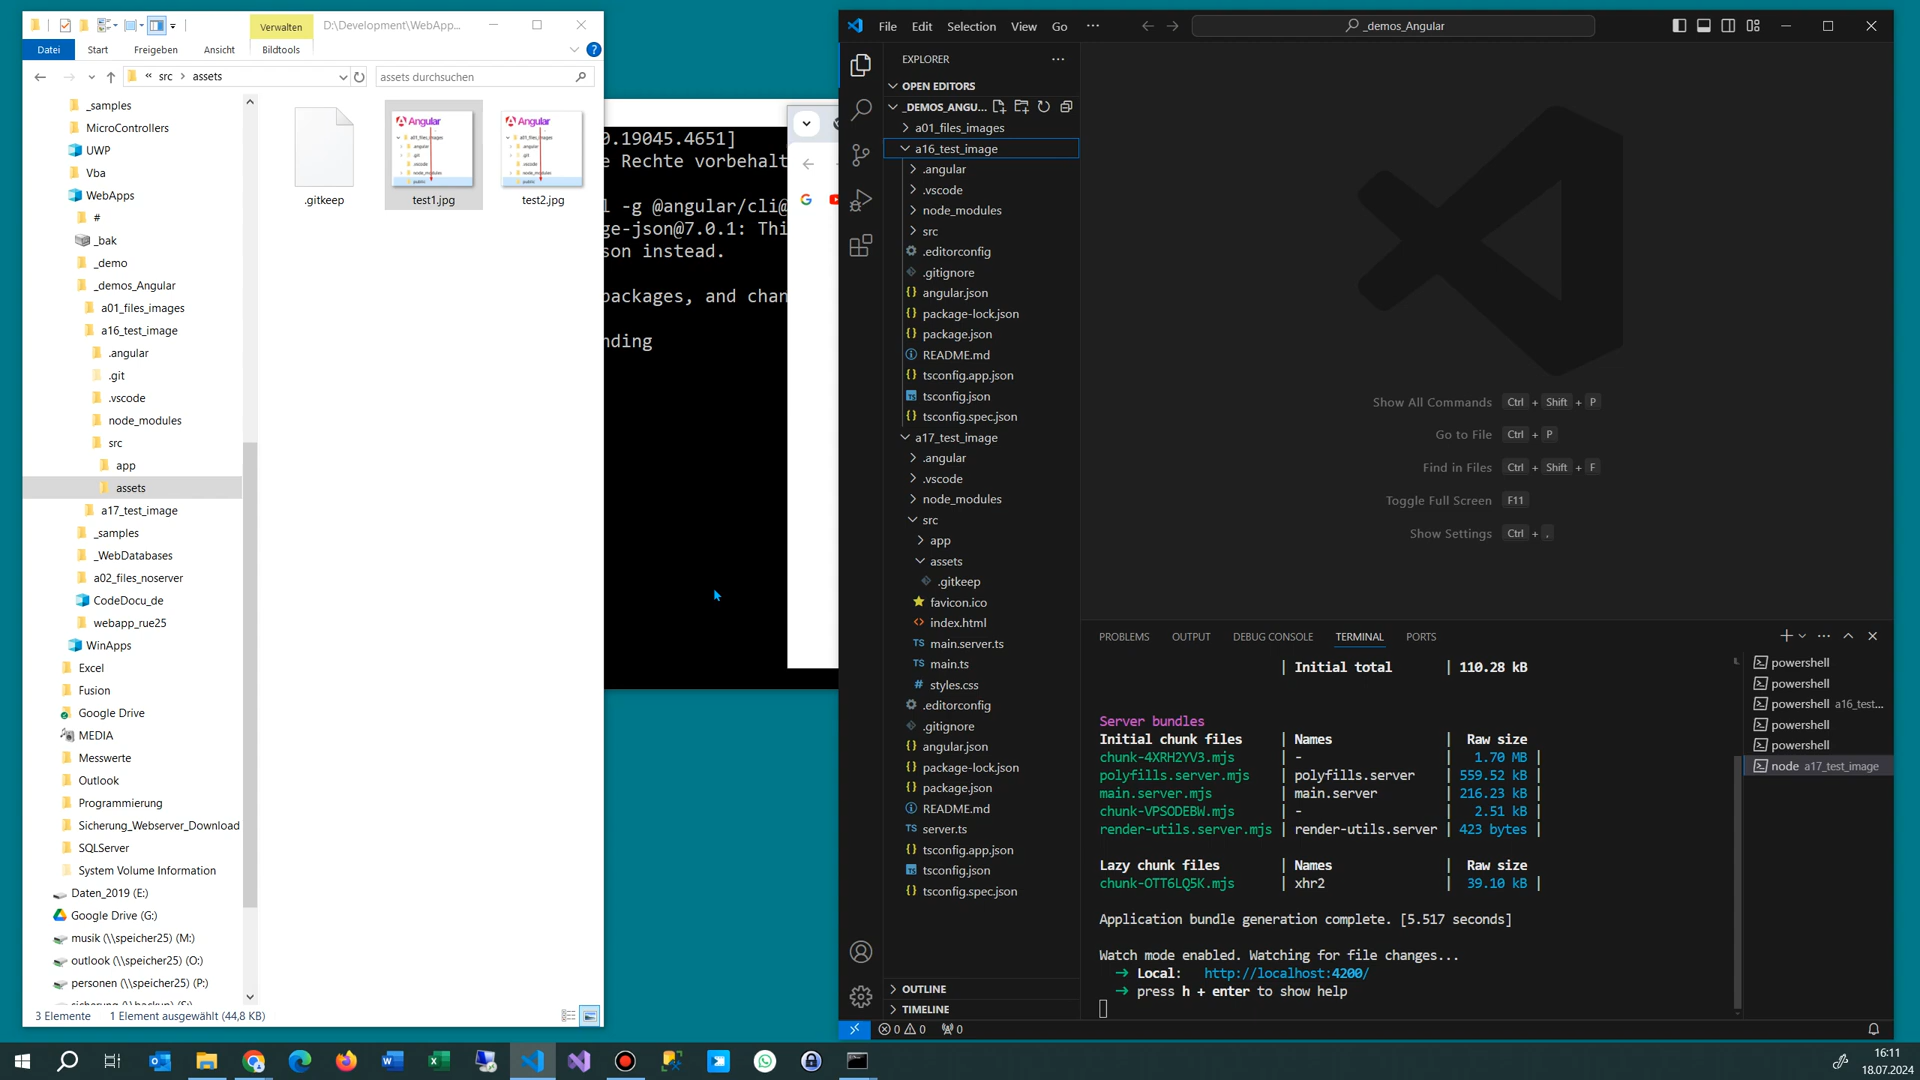 Verwalten
D:\Development\WebApp...
Datei
Start
Freigeben
Ansicht
Bildtools
« src > assets
assets durchsuchen
_samples
MicroControllers
UWP
Vba
WebApps
#
_bak
_demo
_demos_Angular
a01_files_images
a16_test_image
.angular
.git
.vscode
node_modules
src
app
assets
a17_test_image
_samples
_WebDatabases
a02_files_noserver
CodeDocu_de
webapp_rue25
WinApps
Excel
Fusion
Google Drive
MEDIA
Messwerte
Outlook
Programmierung
Sicherung_Webserver_Download
SQLServer
System Volume Information
Daten_2019 (E:)
Google Drive (G:)
musik (\\speicher25) (M:)
outlook (\\speicher25) (O:)
personen (\\speicher25) (P:)
.gitkeep
test1.jpg
test2.jpg
Angular
Angular
3 Elemente
1 Element ausgewählt (44,8 KB)
0.19045.4651]
e Rechte vorbehalt
l -g @angular/cli@
ge-json@7.0.1: Thi
son instead.
packages, and chan
nding
File
Edit
Selection
View
Go
_demos_Angular
EXPLORER
OPEN EDITORS
_DEMOS_ANGU...
a01_files_images
a16_test_image
.angular
.vscode
node_modules
src
.editorconfig
.gitignore
angular.json
package-lock.json
package.json
README.md
tsconfig.app.json
tsconfig.json
tsconfig.spec.json
a17_test_image
.angular
.vscode
node_modules
src
app
assets
.gitkeep
favicon.ico
index.html
main.server.ts
main.ts
styles.css
.editorconfig
.gitignore
angular.json
package-lock.json
package.json
README.md
server.ts
tsconfig.app.json
tsconfig.json
tsconfig.spec.json
OUTLINE
TIMELINE
Show All Commands Ctrl + Shift + P
Go to File Ctrl + P
Find in Files Ctrl + Shift + F
Toggle Full Screen F11
Show Settings Ctrl + ,
PROBLEMS
OUTPUT
DEBUG CONSOLE
TERMINAL
PORTS
| Initial total | 110.28 kB
Server bundles
Initial chunk files | Names | Raw size
chunk-4XRH2YV3.mjs | - | 1.70 MB |
polyfills.server.mjs | polyfills.server | 559.52 kB |
main.server.mjs | main.server | 216.23 kB |
chunk-VPSODEBW.mjs | - | 2.51 kB |
render-utils.server.mjs | render-utils.server | 423 bytes |
Lazy chunk files | Names | Raw size
chunk-OTT6LQ5K.mjs | xhr2 | 39.10 kB |
Application bundle generation complete. [5.517 seconds]
Watch mode enabled. Watching for file changes...
➜ Local: http://localhost:4200/
➜ press h + enter to show help
powershell
powershell
powershell a16_test...
powershell
powershell
node a17_test_image
0 0
0
16:11
18.07.2024